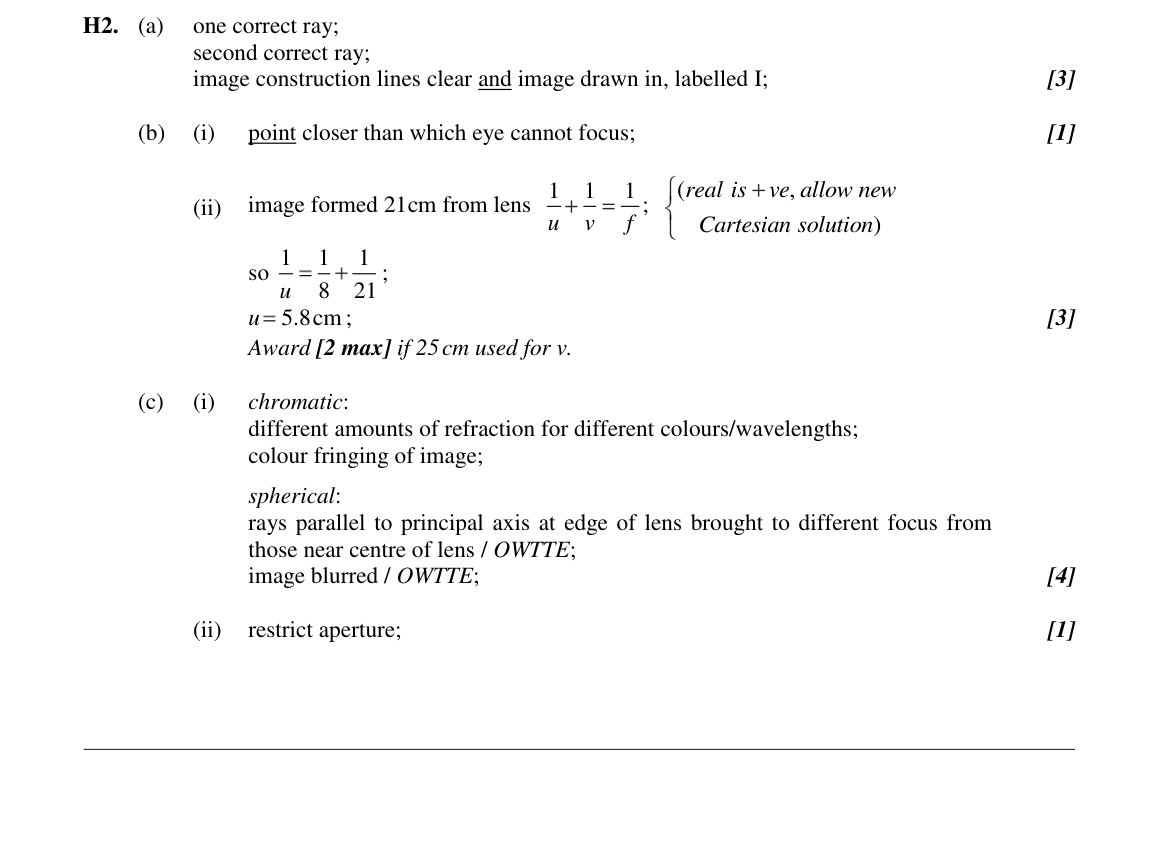 H2. (a) one correct ray;
second correct ray;
image construction lines clear and image drawn in, labelled I; [3]
(b) (i) point closer than which eye cannot focus; [1]
(ii) image formed 21cm from lens 1/u + 1/v = 1/f; {(real is +ve, allow new
Cartesian solution)
so 1/u = 1/8 + 1/21;
u = 5.8cm; [3]
Award [2 max] if 25cm used for v.
(c) (i) chromatic:
different amounts of refraction for different colours/wavelengths;
colour fringing of image;
spherical:
rays parallel to principal axis at edge of lens brought to different focus from
those near centre of lens / OWTTE;
image blurred / OWTTE; [4]
(ii) restrict aperture; [1]